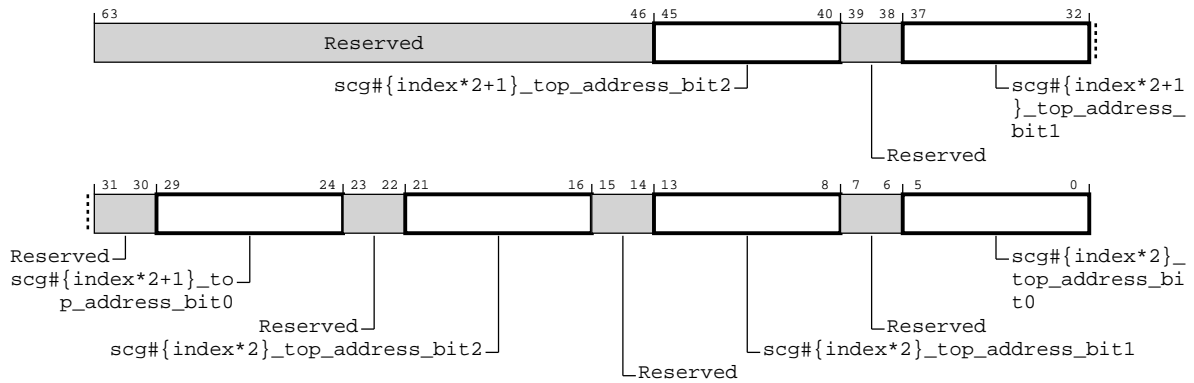 63 46 45 40 39 38 37 32
Reserved
scg#{index*2+1}_top_address_bit2
scg#{index*2+1
}_top_address_
bit1
Reserved
31 30 29 24 23 22 21 16 15 14 13 8 7 6 5 0
Reserved
scg#{index*2+1}_to
p_address_bit0
scg#{index*2}_
top_address_bi
t0
Reserved
scg#{index*2}_top_address_bit2
Reserved
scg#{index*2}_top_address_bit1
Reserved